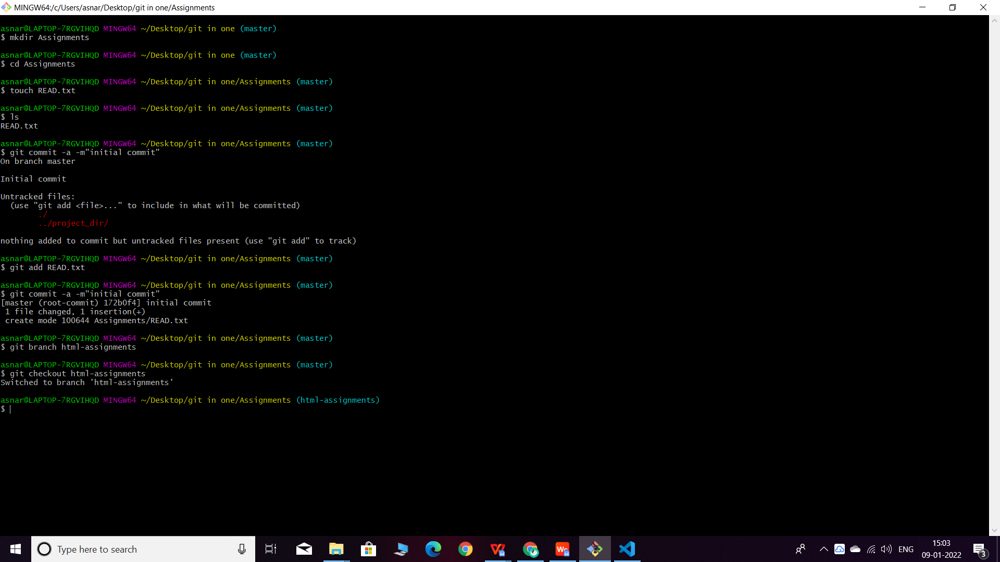 MINGW64:/c/Users/asnar/Desktop/git in one/Assignments
asnar@LAPTOP-7RGVIHQD MINGW64 ~/Desktop/git in one (master)
$ mkdir Assignments
asnar@LAPTOP-7RGVIHQD MINGW64 ~/Desktop/git in one (master)
$ cd Assignments
asnar@LAPTOP-7RGVIHQD MINGW64 ~/Desktop/git in one/Assignments (master)
$ touch READ.txt
asnar@LAPTOP-7RGVIHQD MINGW64 ~/Desktop/git in one/Assignments (master)
$ ls
READ.txt
asnar@LAPTOP-7RGVIHQD MINGW64 ~/Desktop/git in one/Assignments (master)
$ git commit -a -m"initial commit"
On branch master
Initial commit
Untracked files:
  (use "git add <file>..." to include in what will be committed)
        ./
        ../project_dir/
nothing added to commit but untracked files present (use "git add" to track)
asnar@LAPTOP-7RGVIHQD MINGW64 ~/Desktop/git in one/Assignments (master)
$ git add READ.txt
asnar@LAPTOP-7RGVIHQD MINGW64 ~/Desktop/git in one/Assignments (master)
$ git commit -a -m"initial commit"
[master (root-commit) 172b0f4] initial commit
 1 file changed, 1 insertion(+)
 create mode 100644 Assignments/READ.txt
asnar@LAPTOP-7RGVIHQD MINGW64 ~/Desktop/git in one/Assignments (master)
$ git branch html-assignments
asnar@LAPTOP-7RGVIHQD MINGW64 ~/Desktop/git in one/Assignments (master)
$ git checkout html-assignments
Switched to branch 'html-assignments'
asnar@LAPTOP-7RGVIHQD MINGW64 ~/Desktop/git in one/Assignments (html-assignments)
$
Type here to search
ENG
15:03
09-01-2022
3